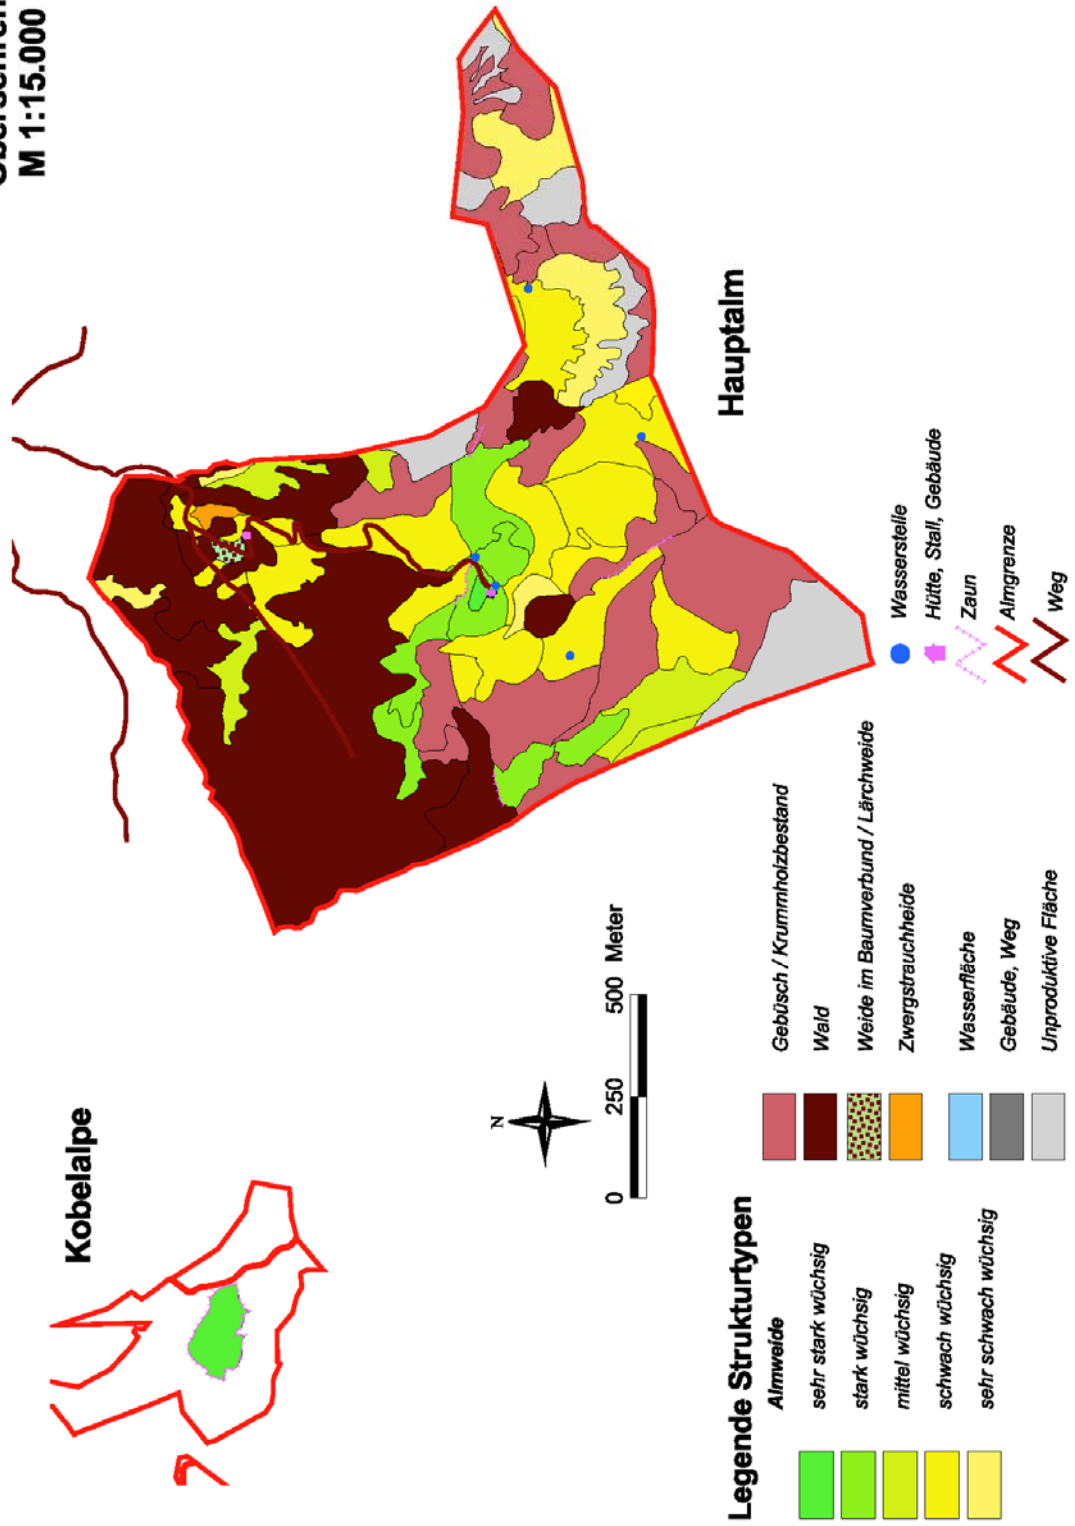 M 1:15.000
Kobelalpe
Hauptalm
N
0 250 500 Meter
Legende Strukturtypen
Almweide
sehr stark wüchsig
stark wüchsig
mittel wüchsig
schwach wüchsig
sehr schwach wüchsig
Gebüsch / Krummholzbestand
Wald
Weide im Baumverbund / Lärchweide
Zwergstrauchheide
Wasserfläche
Gebäude, Weg
Unproduktive Fläche
Wasserstelle
Hütte, Stall, Gebäude
Zaun
Almgrenze
Weg